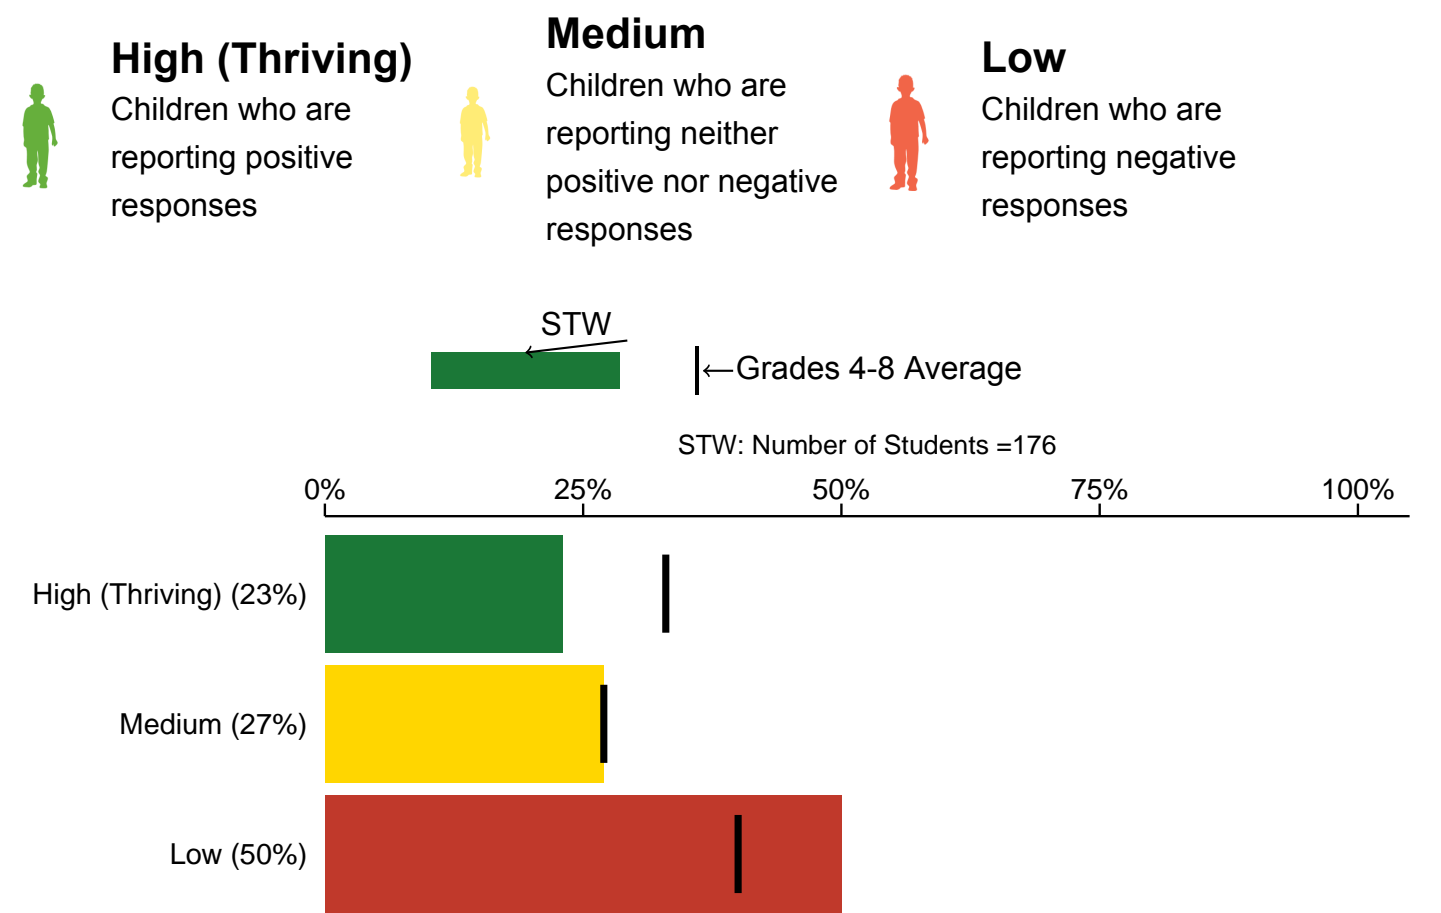 High (Thriving)
Children who are
reporting positive
responses
Medium
Children who are
reporting neither
positive nor negative
responses
Low
Children who are
reporting negative
responses
STW
←Grades 4-8 Average
STW: Number of Students =176
0% 25% 50% 75% 100%
High (Thriving) (23%)
Medium (27%)
Low (50%)